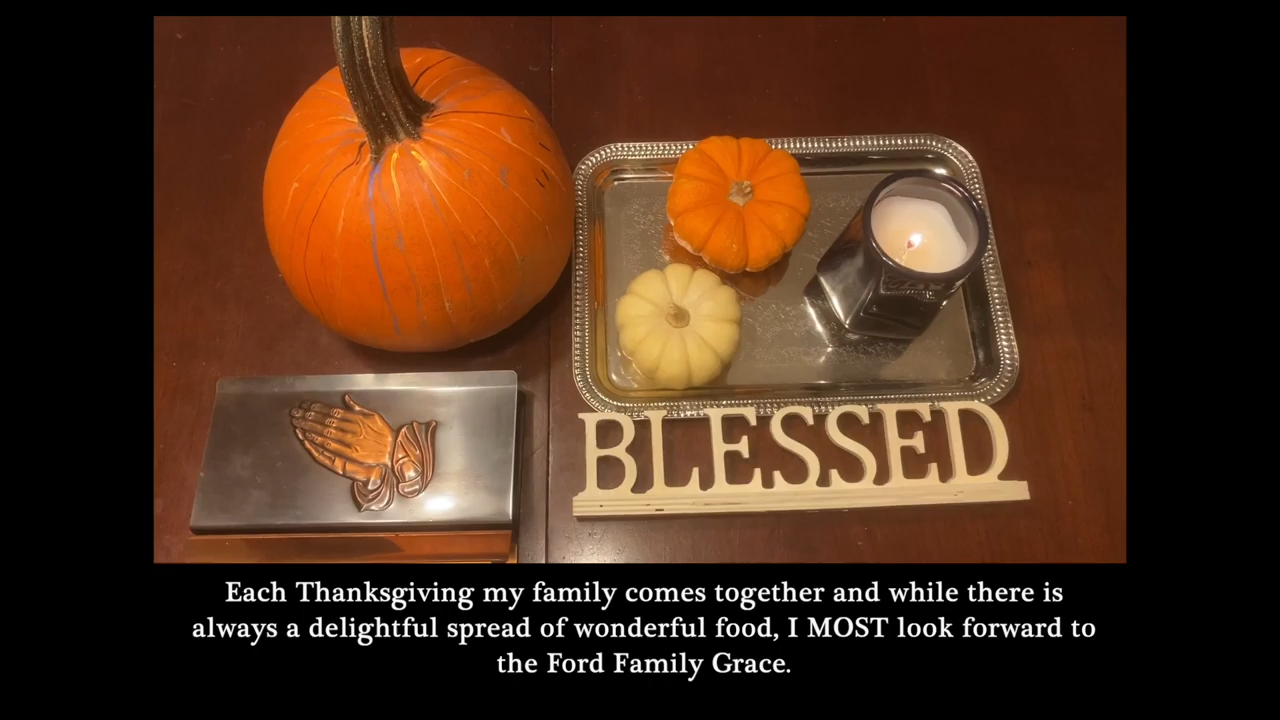 BLESSED
Each Thanksgiving my family comes together and while there is
always a delightful spread of wonderful food, I MOST look forward to
the Ford Family Grace.